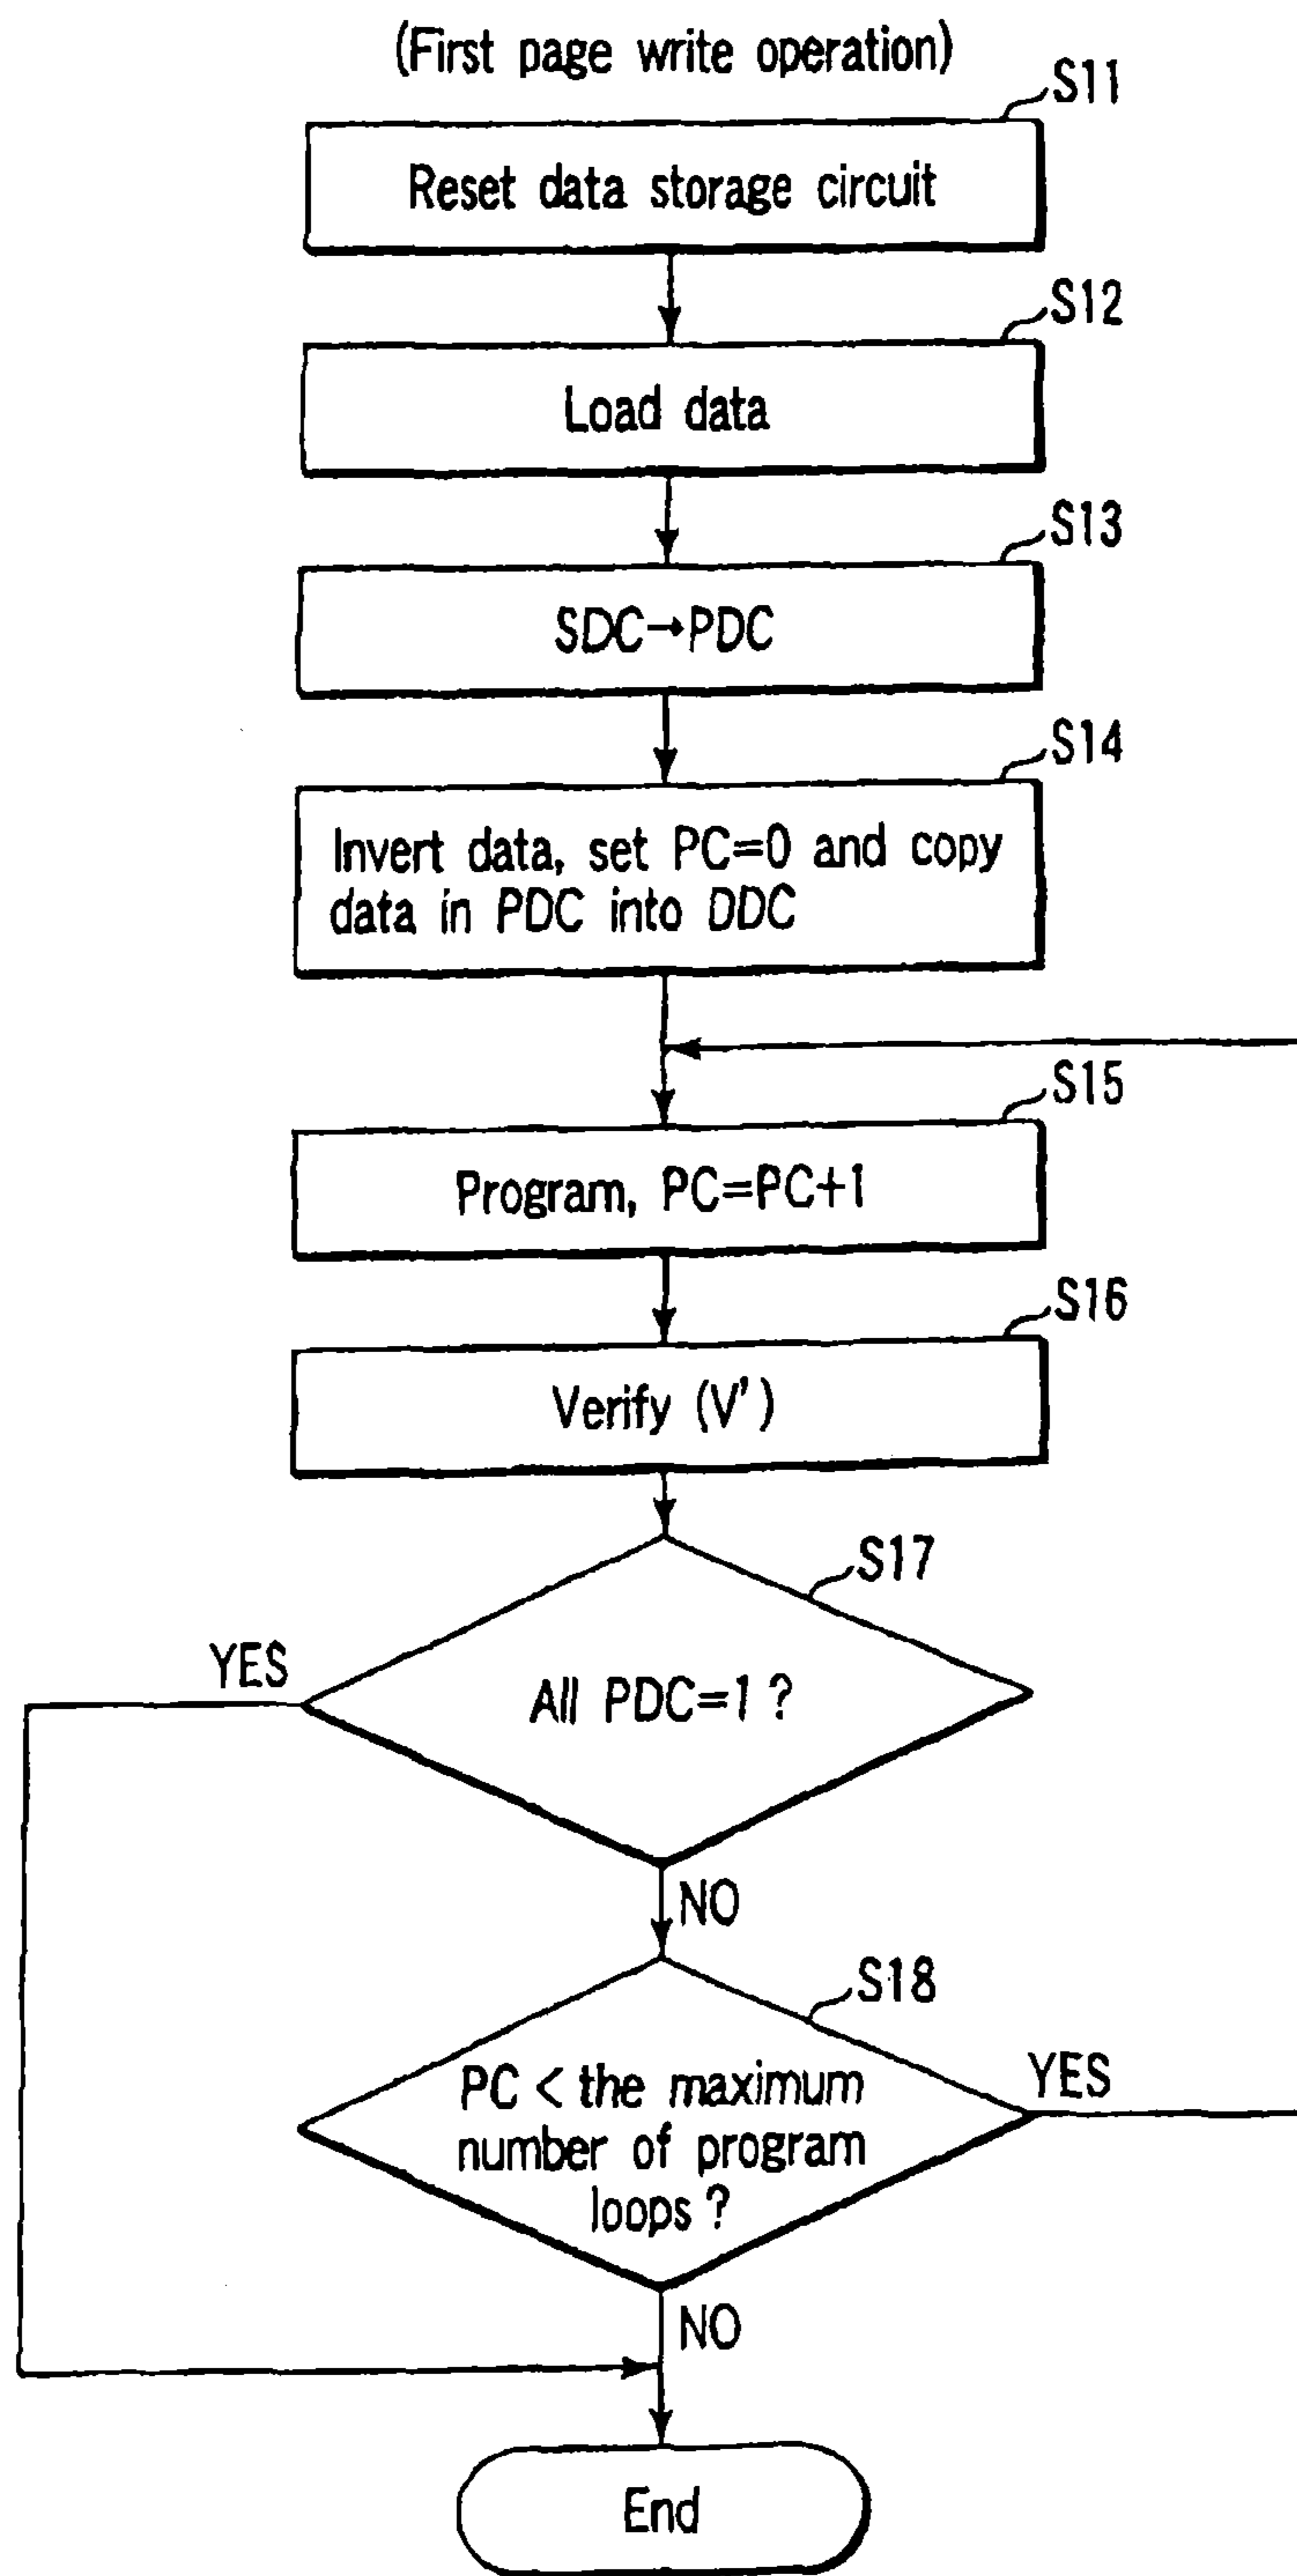 (First page write operation)
S11
Reset data storage circuit
S12
Load data
S13
SDC→PDC
S14
Invert data, set PC=0 and copy
data in PDC into DDC
S15
Program, PC=PC+1
S16
Verify (V')
S17
YES
All PDC=1 ?
NO
S18
PC < the maximum
number of program
loops ?
YES
NO
End